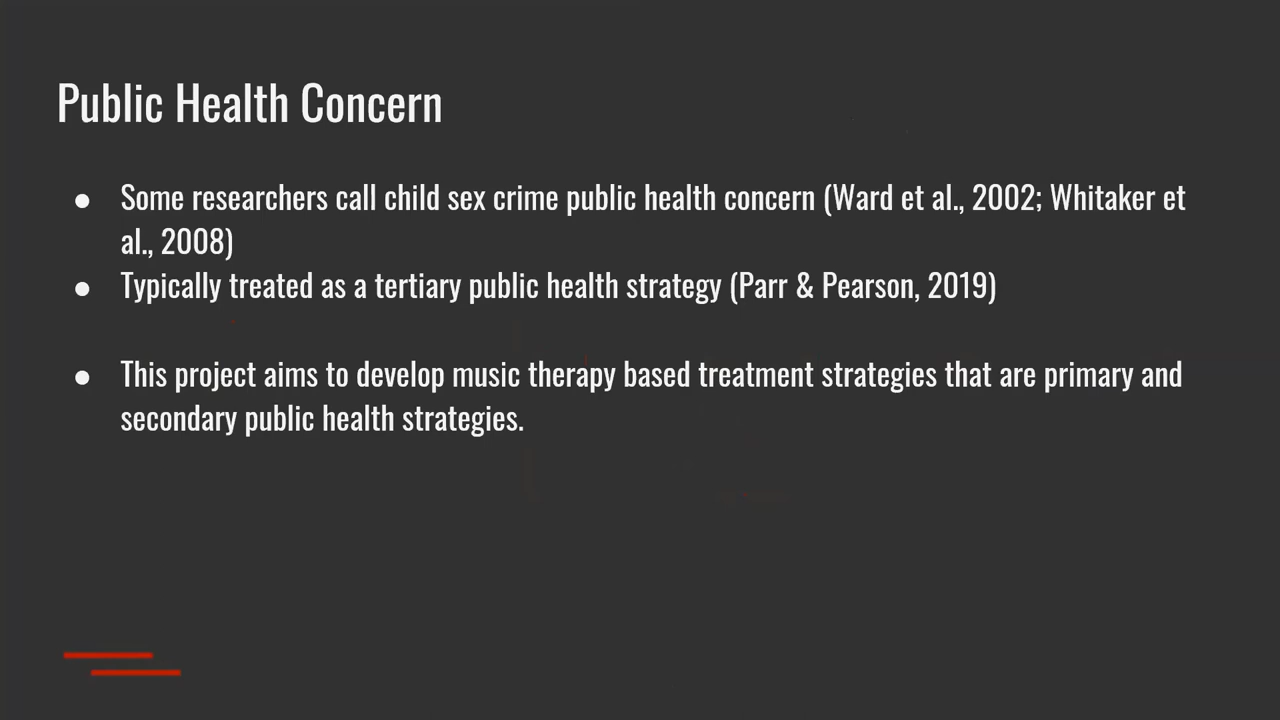 Public Health Concern
● Some researchers call child sex crime public health concern (Ward et al., 2002; Whitaker et
al., 2008)
● Typically treated as a tertiary public health strategy (Parr & Pearson, 2019)
● This project aims to develop music therapy based treatment strategies that are primary and
secondary public health strategies.